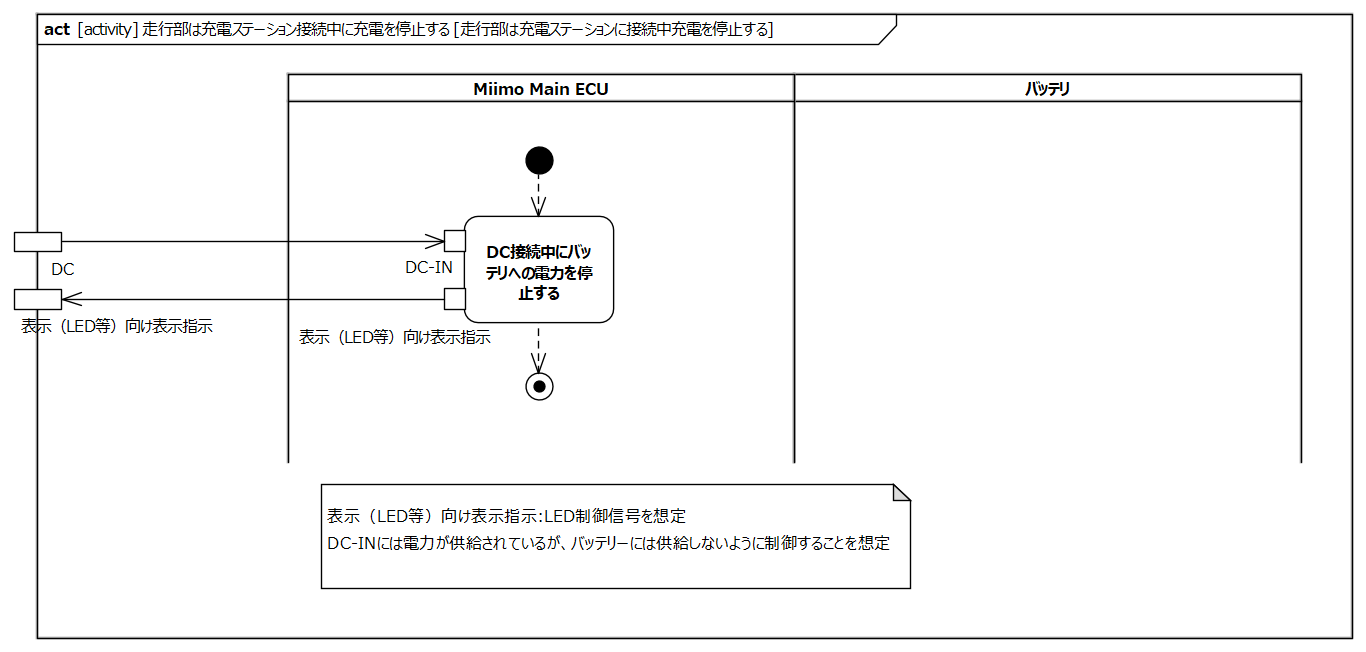 act [activity] 走行部は充電ステーション接続中に充電を停止する [走行部は充電ステーションに接続中充電を停止する]
Miimo Main ECU
バッテリ
DC接続中にバッ
テリへの電力を停
止する
DC
DC-IN
表示（LED等）向け表示指示
表示（LED等）向け表示指示
表示（LED等）向け表示指示:LED制御信号を想定
DC-INには電力が供給されているが、バッテリーには供給しないように制御することを想定